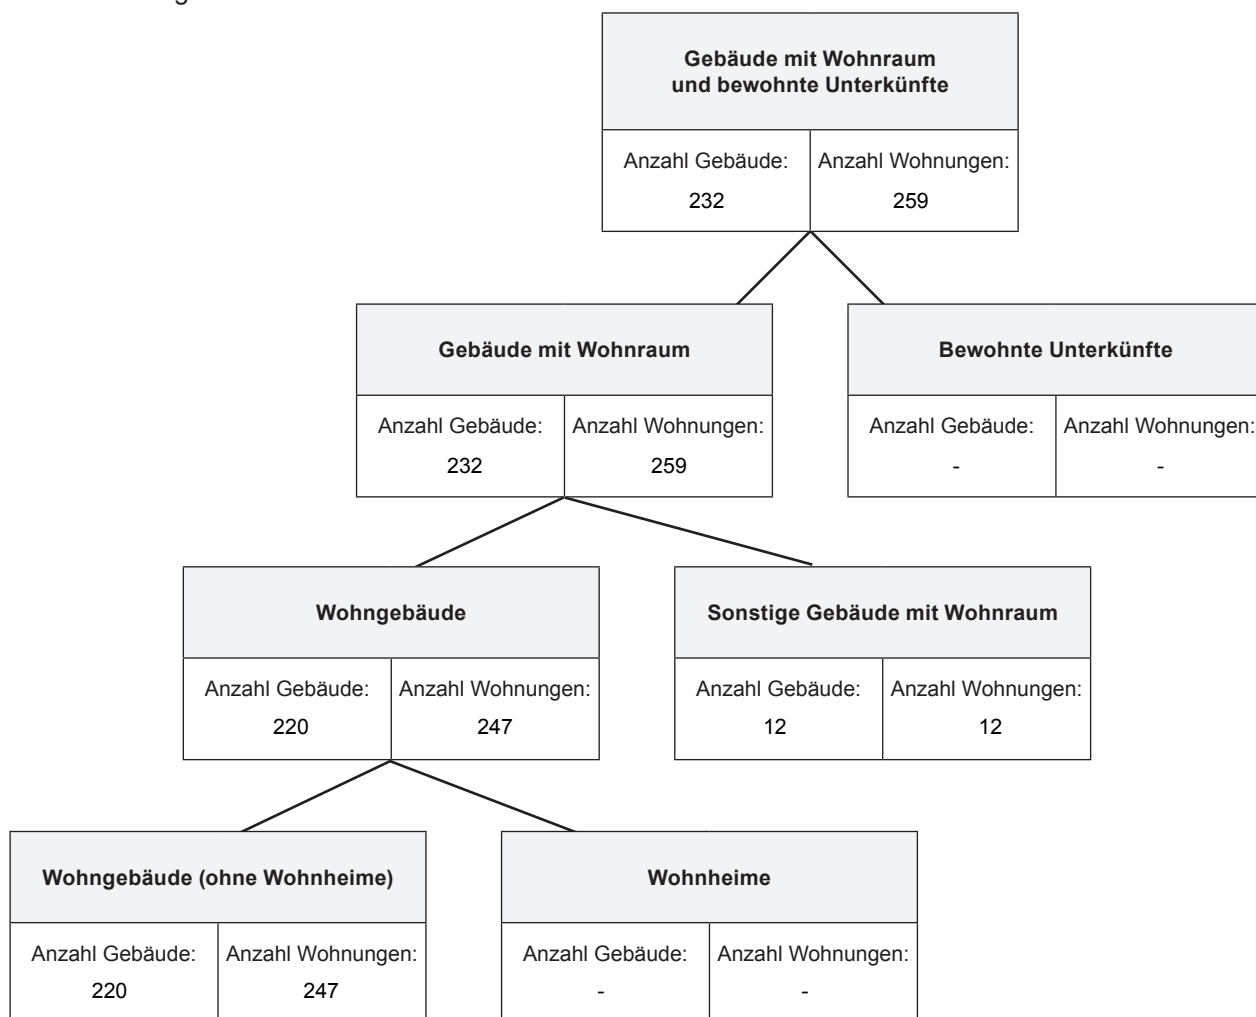 Gebäude mit Wohnraum
und bewohnte Unterkünfte
Anzahl Gebäude: Anzahl Wohnungen:
232 259
Gebäude mit Wohnraum Bewohnte Unterkünfte
Anzahl Gebäude: Anzahl Wohnungen: Anzahl Gebäude: Anzahl Wohnungen:
232 259 - -
Wohngebäude Sonstige Gebäude mit Wohnraum
Anzahl Gebäude: Anzahl Wohnungen: Anzahl Gebäude: Anzahl Wohnungen:
220 247 12 12
Wohngebäude (ohne Wohnheime) Wohnheime
Anzahl Gebäude: Anzahl Wohnungen: Anzahl Gebäude: Anzahl Wohnungen:
220 247 - -